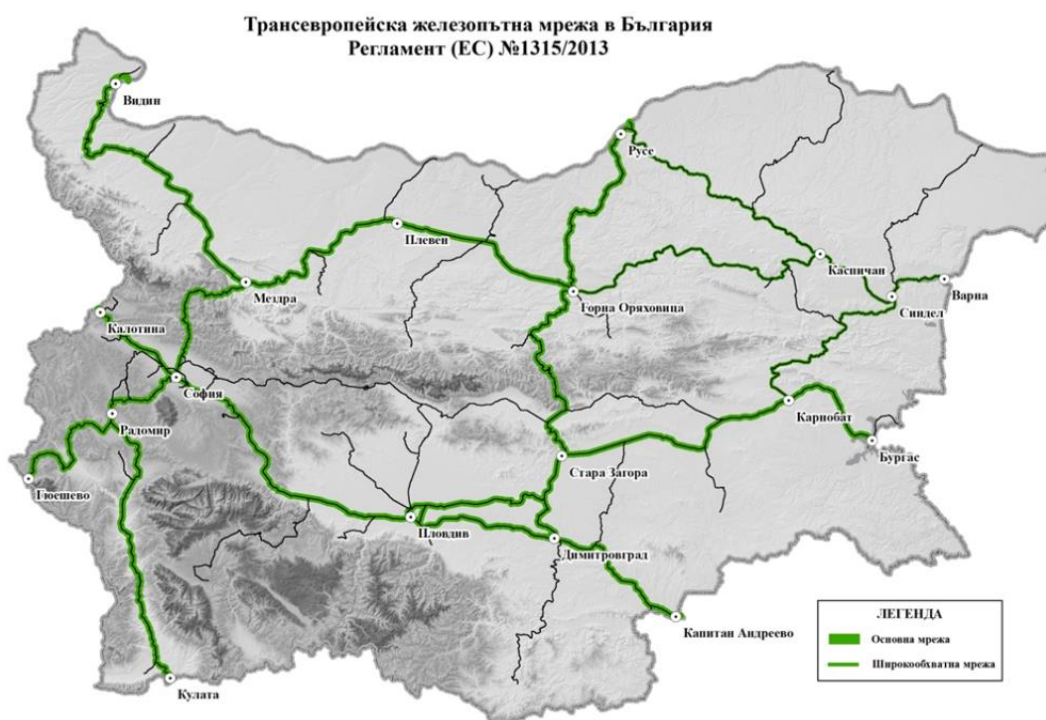 Трансевропейска железопътна мрежа в България
Регламент (ЕС) №1315/2013
Видин
Русе
Плевен
Каспичан
Мездра
Варна
Горна Оряховица
Синдел
Калотина
София
Карнобат
Радомир
Бургас
Стара Загора
Гюешево
Пловдив
Димитровград
Капитан Андреево
Кулата
ЛЕГЕНДА
Основна мрежа
Широкообхватна мрежа